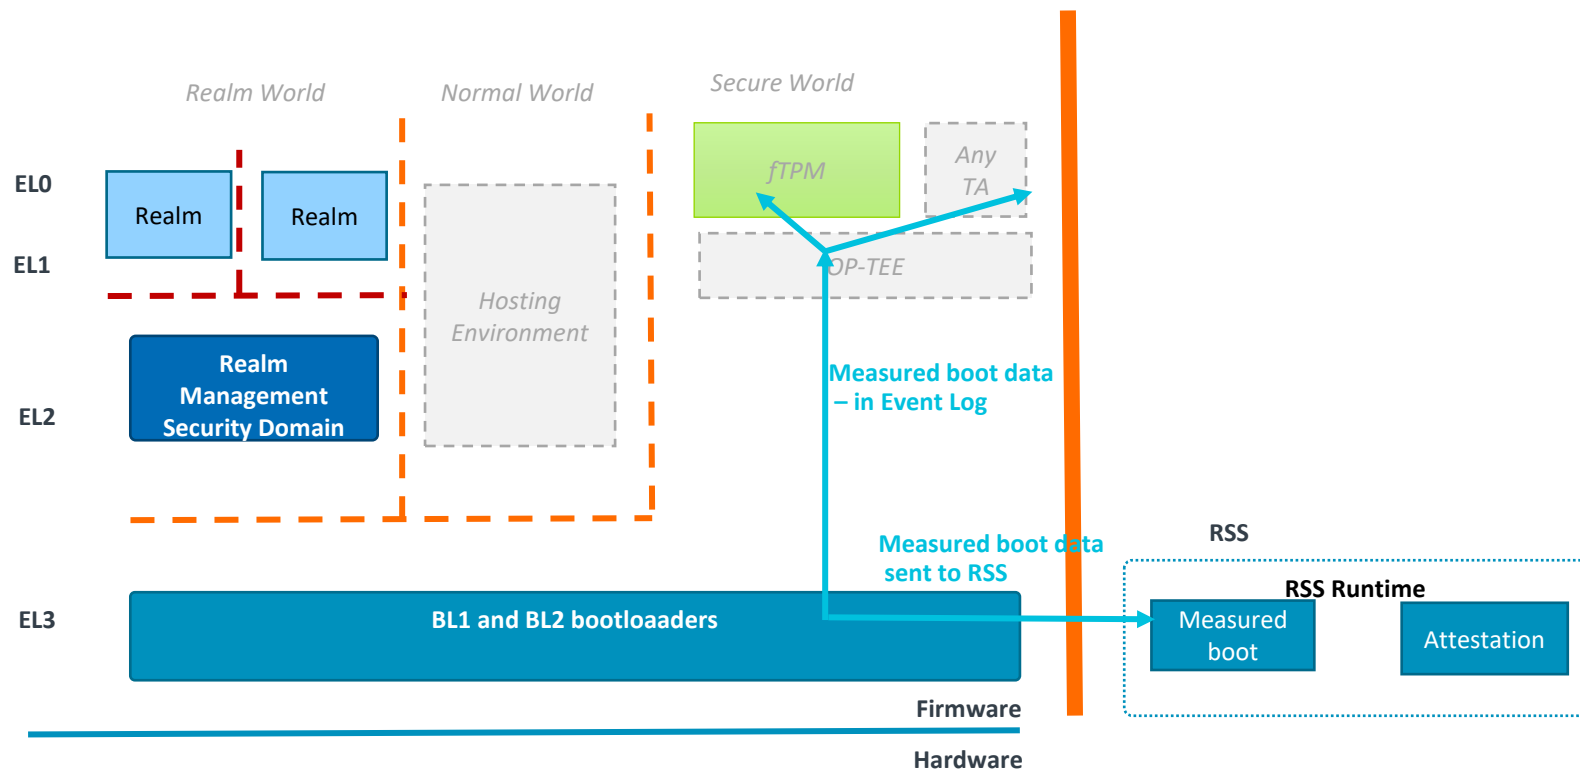 Realm World
Normal World
Secure World
EL0
EL1
EL2
EL3
Realm
Realm
Realm
Management
Security Domain
Hosting
Environment
fTPM
Any
TA
OP-TEE
Measured boot data
– in Event Log
Measured boot data
sent to RSS
BL1 and BL2 bootloaaders
RSS
RSS Runtime
Measured
boot
Attestation
Firmware
Hardware